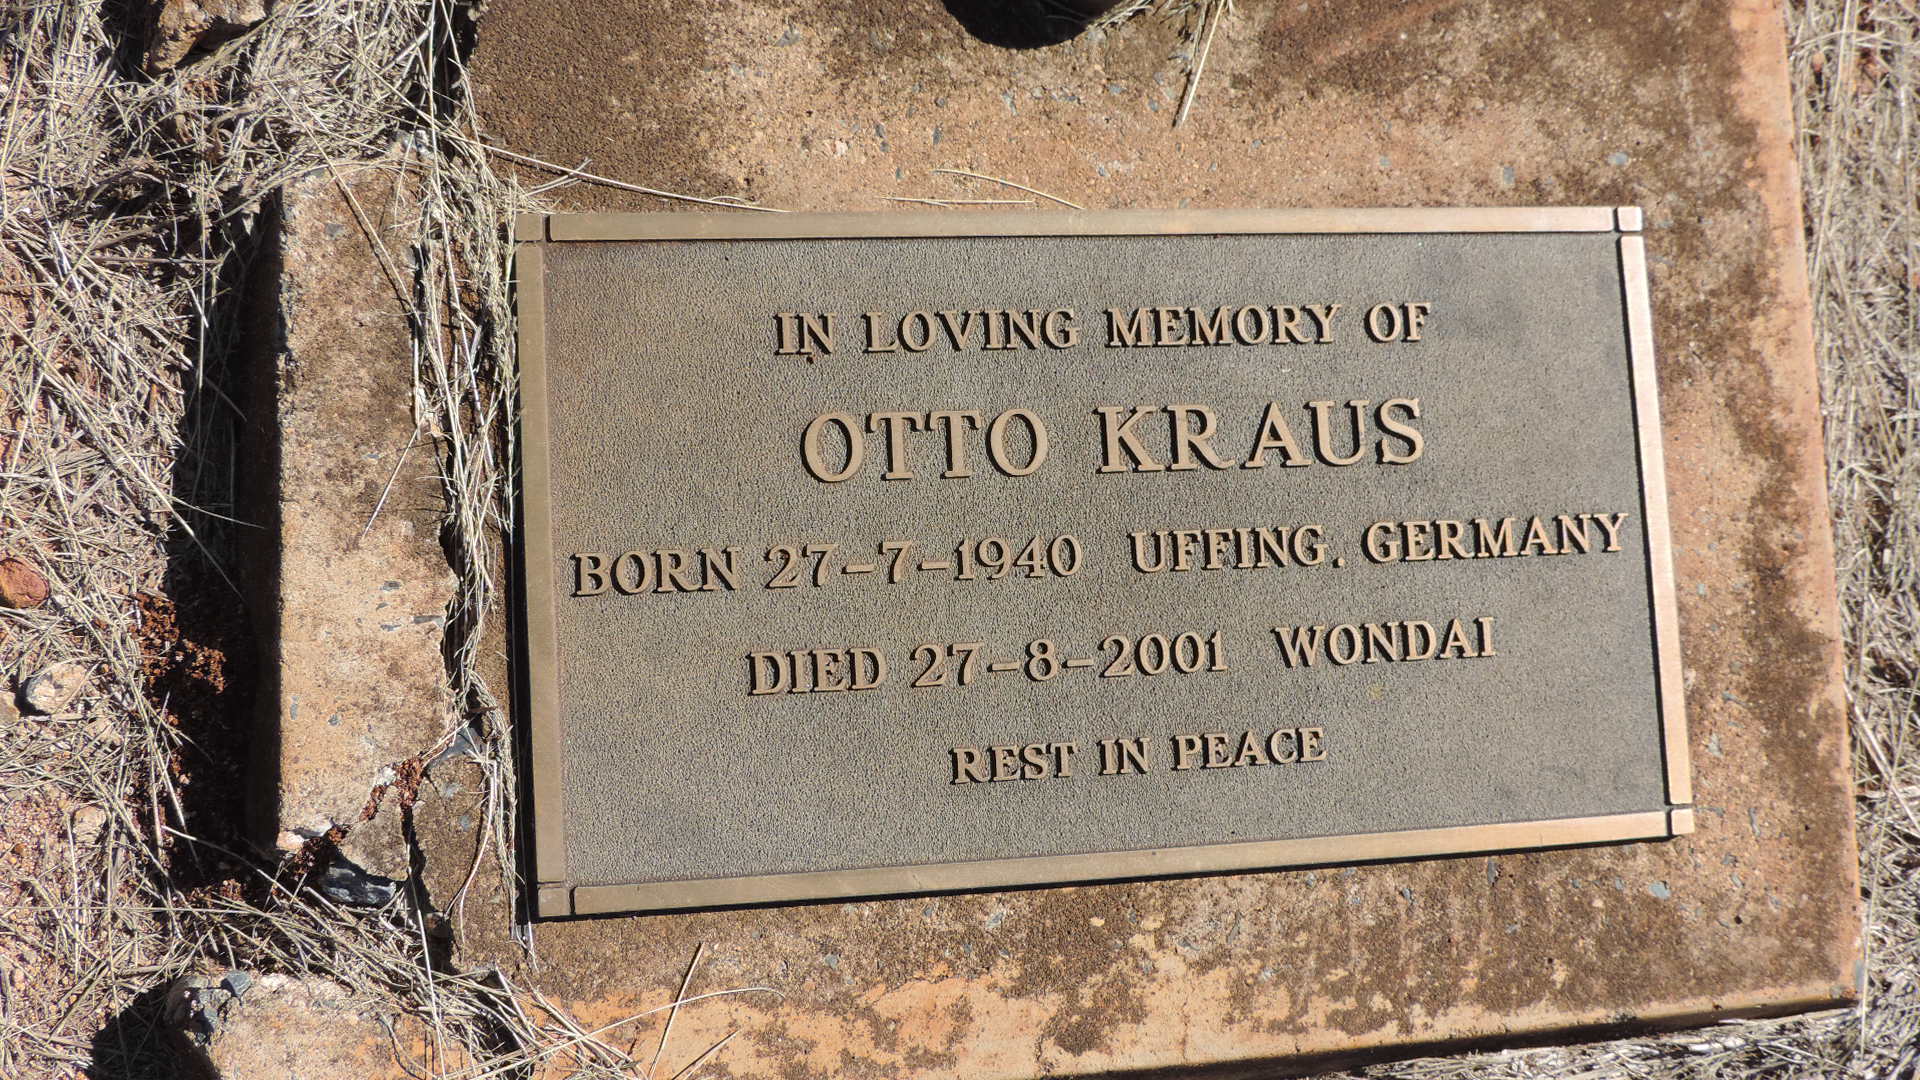 IN LOVING MEMORY OF
OTTO KRAUS
BORN 27-7-1940 UFFING. GERMANY
DIED 27-8-2001 WONDAI
REST IN PEACE